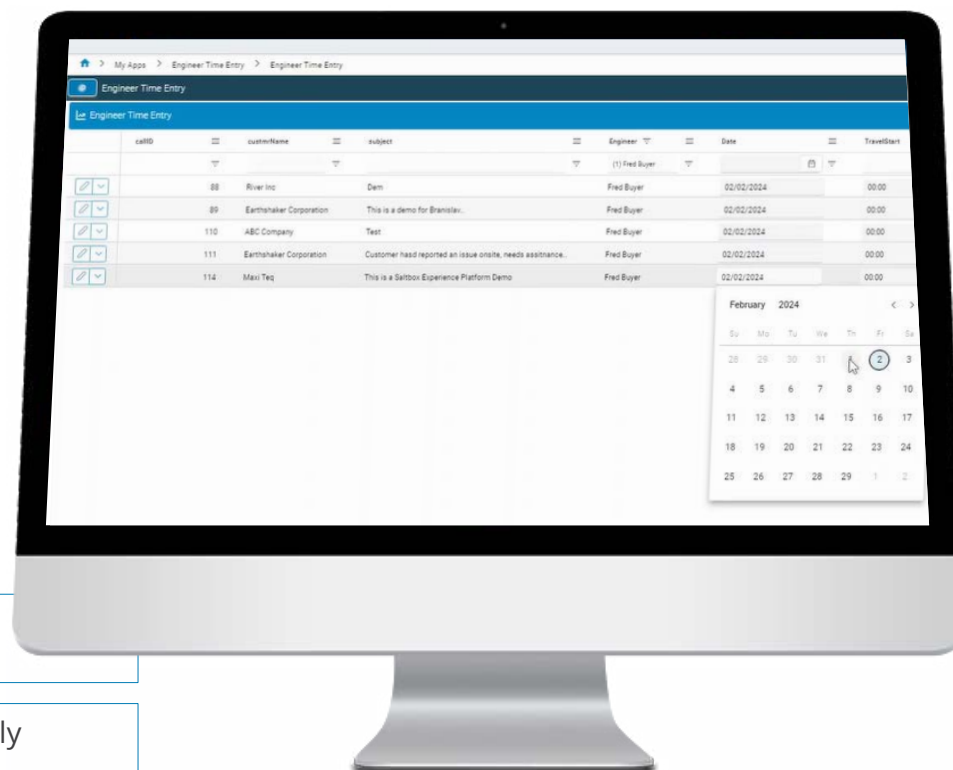 My Apps > Engineer Time Entry > Engineer Time Entry
Engineer Time Entry
Engineer Time Entry
callID custmrName subject Engineer Date TravelStart
(1) Fred Buyer
88 River Inc Dem Fred Buyer 02/02/2024 00:00
89 Earthshaker Corporation This is a demo for Branislav.. Fred Buyer 02/02/2024 00:00
110 ABC Company Test Fred Buyer 02/02/2024 00:00
111 Earthshaker Corporation Customer hasd reported an issue onsite, needs assitnance.. Fred Buyer 02/02/2024 00:00
114 Maxi Teq This is a Saltbox Experience Platform Demo Fred Buyer 02/02/2024 00:00
February 2024 < >
Su Mo Tu We Th Fr Sa
28 29 30 31 2 3
4 5 6 7 8 9 10
11 12 13 14 15 16 17
18 19 20 21 22 23 24
25 26 27 28 29 1 2
ly